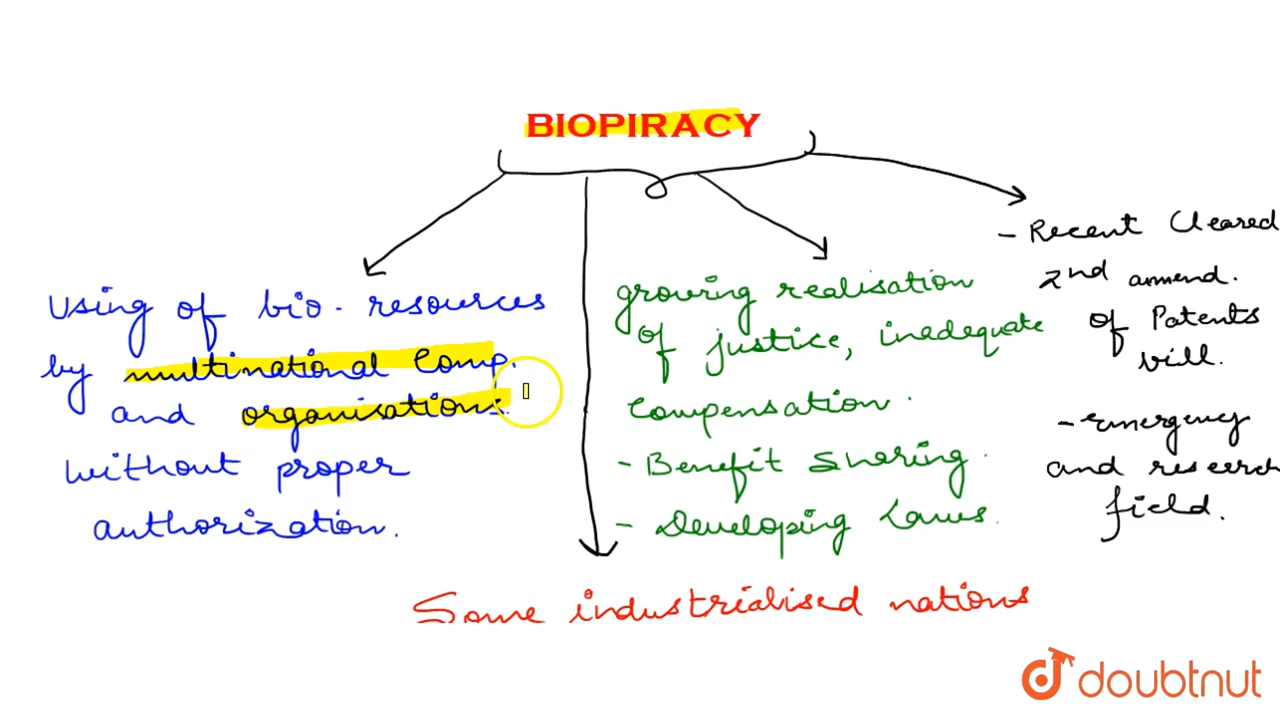 BIOPIRACY
Using of bio-resources
by multinational Comp.
and organisations.
without proper
authorization.
growing realisation
of justice, inadequate
compensation.
- Benefit sharing.
- Developing Laws.
- Recent Cleared
2nd ammend.
of Patents
bill.
- Emergency
and research
field.
Some industrialised nations
doubtnut